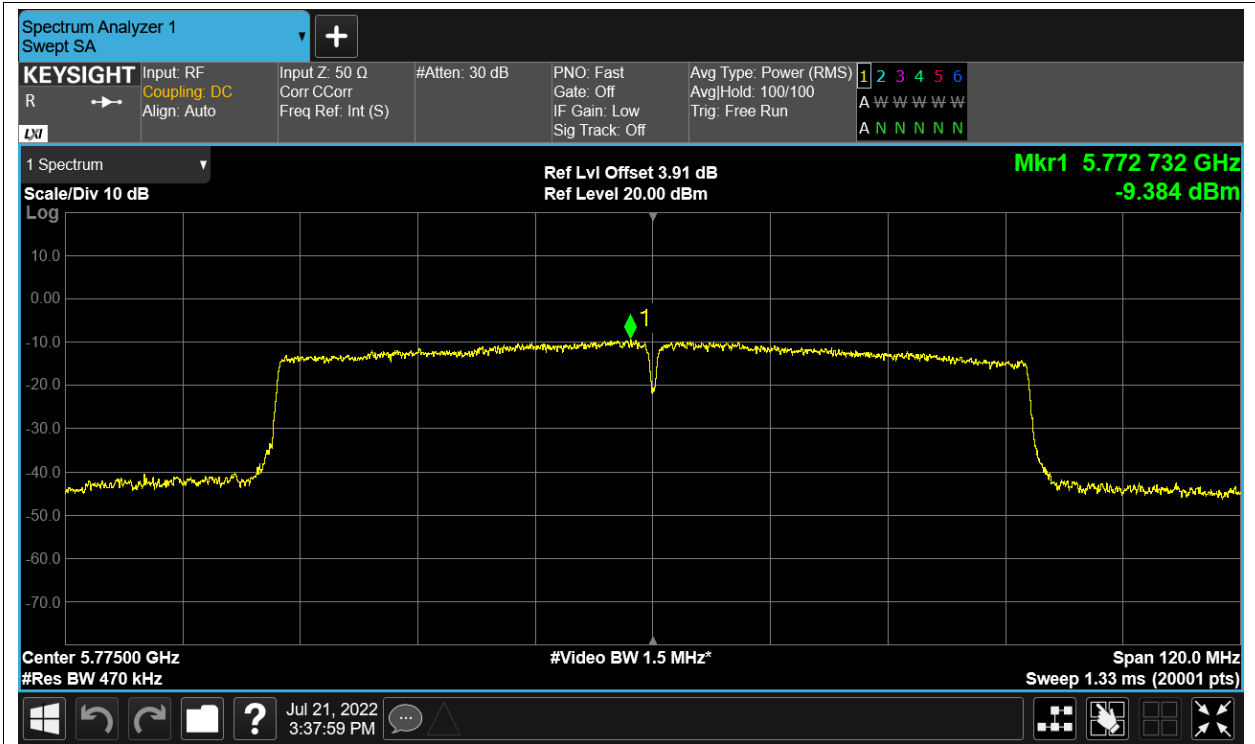 Spectrum Analyzer 1
Swept SA
KEYSIGHT
R
LXI
Input: RF
Coupling: DC
Align: Auto
Input Z: 50 Ω
Corr CCorr
Freq Ref: Int (S)
#Atten: 30 dB
PNO: Fast
Gate: Off
IF Gain: Low
Sig Track: Off
Avg Type: Power (RMS)
Avg|Hold: 100/100
Trig: Free Run
1 2 3 4 5 6
A W W W W W
A N N N N N
1 Spectrum
Scale/Div 10 dB
Ref Lvl Offset 3.91 dB
Ref Level 20.00 dBm
Mkr1 5.772 732 GHz
-9.384 dBm
Log
10.0
0.00
1
-10.0
-20.0
-30.0
-40.0
-50.0
-60.0
-70.0
Center 5.77500 GHz
#Res BW 470 kHz
#Video BW 1.5 MHz*
Span 120.0 MHz
Sweep 1.33 ms (20001 pts)
?
Jul 21, 2022
3:37:59 PM